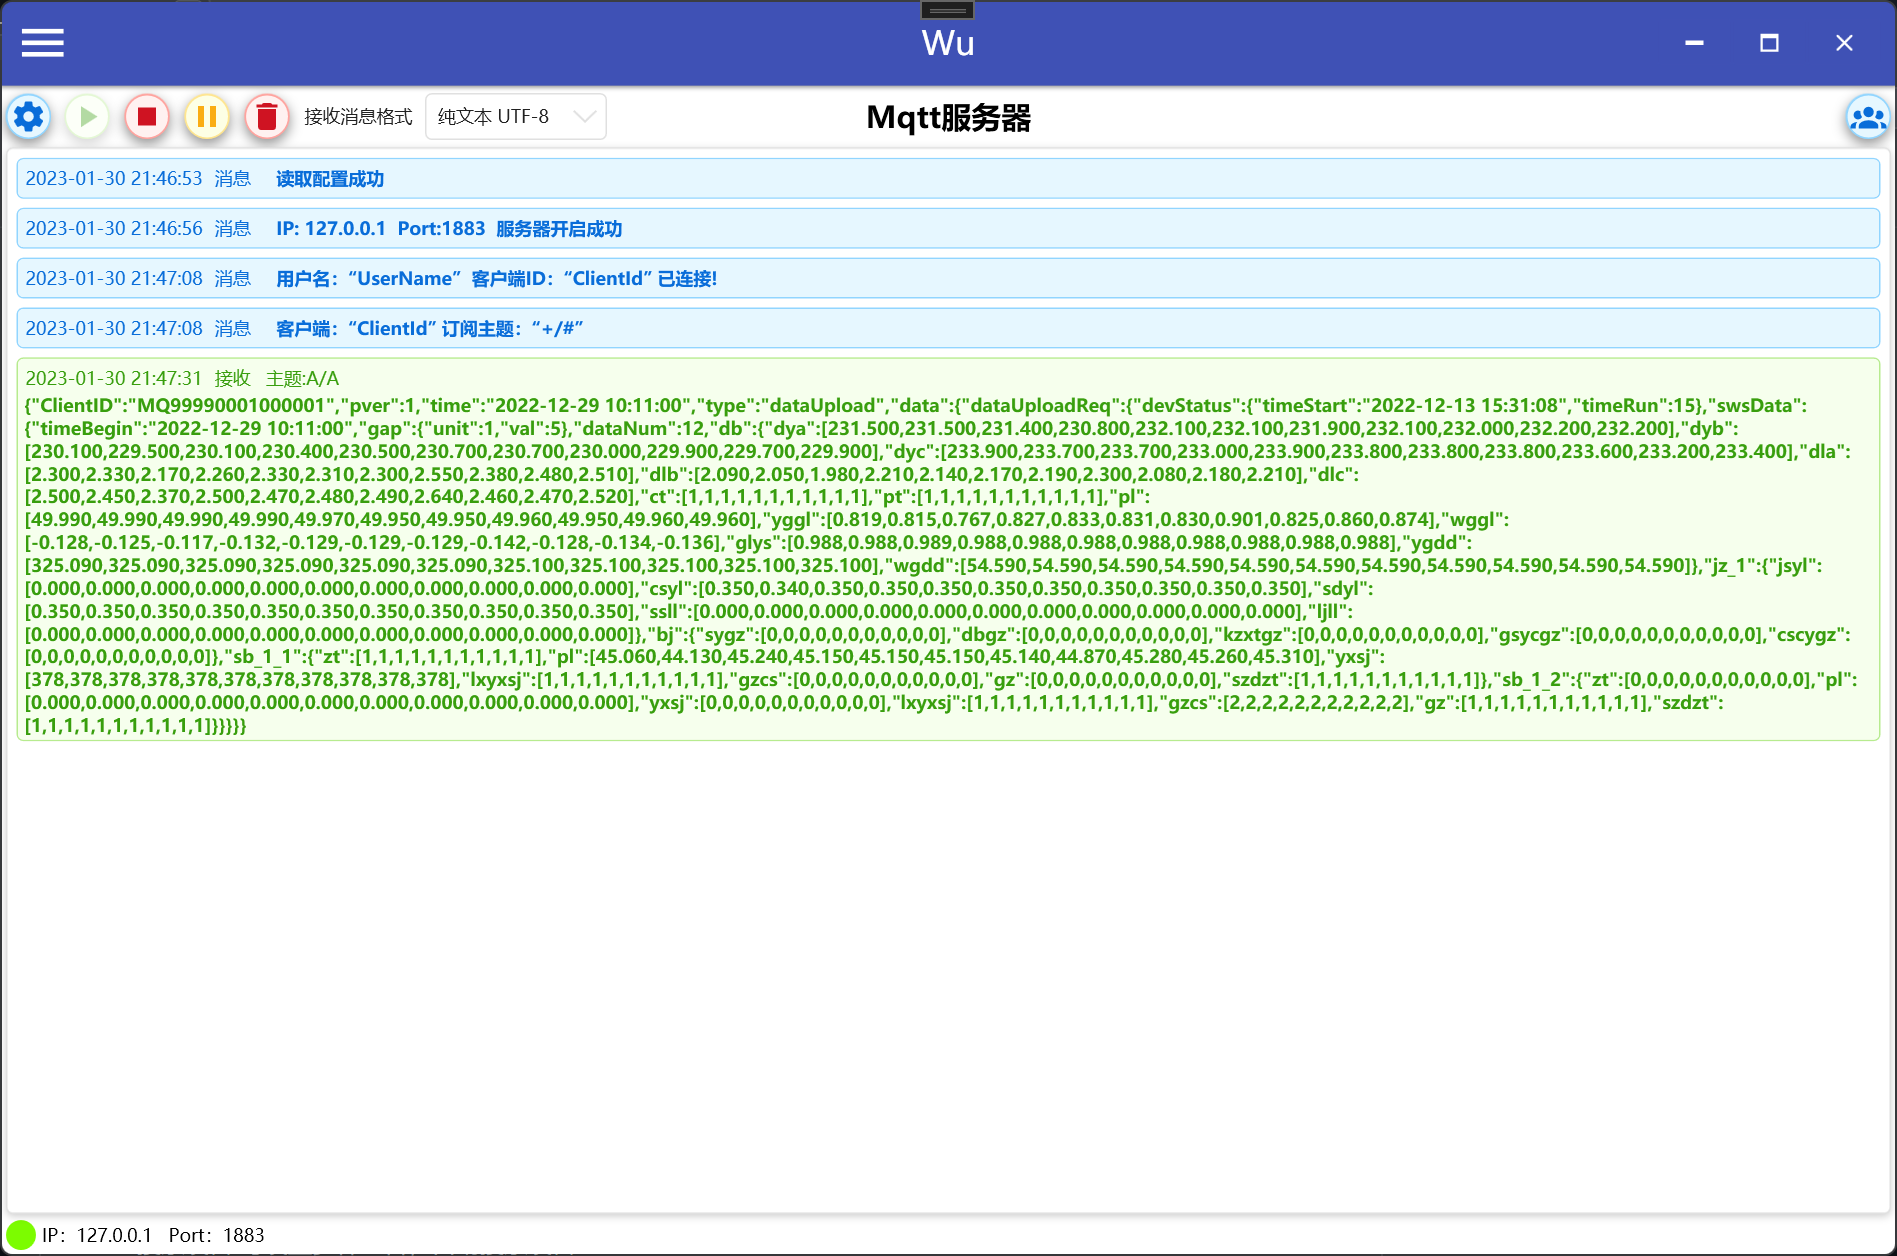 Wu
接收消息格式 纯文本 UTF-8 Mqtt服务器
2023-01-30 21:46:53 消息 读取配置成功
2023-01-30 21:46:56 消息 IP: 127.0.0.1 Port:1883 服务器开启成功
2023-01-30 21:47:08 消息 用户名：“UserName” 客户端ID：“ClientId” 已连接!
2023-01-30 21:47:08 消息 客户端：“ClientId” 订阅主题：“+/#”
2023-01-30 21:47:31 接收 主题:A/A
{"ClientID":"MQ99990001000001","pver":1,"time":"2022-12-29 10:11:00","type":"dataUpload","data":{"dataUploadReq":{"devStatus":{"timeStart":"2022-12-13 15:31:08","timeRun":15},"swsData":
{"timeBegin":"2022-12-29 10:11:00","gap":{"unit":1,"val":5},"dataNum":12,"db":{"dya":[231.500,231.500,231.400,230.800,232.100,232.100,231.900,232.100,232.000,232.200,232.200],"dyb":
[230.100,229.500,230.100,230.400,230.500,230.700,230.700,230.000,229.900,229.700,229.900],"dyc":[233.900,233.700,233.700,233.000,233.900,233.800,233.800,233.800,233.600,233.200,233.400],"dla":
[2.300,2.330,2.170,2.260,2.330,2.310,2.300,2.550,2.380,2.480,2.510],"dlb":[2.090,2.050,1.980,2.210,2.140,2.170,2.190,2.300,2.080,2.180,2.210],"dlc":
[2.500,2.450,2.370,2.500,2.470,2.480,2.490,2.640,2.460,2.470,2.520],"ct":[1,1,1,1,1,1,1,1,1,1,1],"pt":[1,1,1,1,1,1,1,1,1,1,1],"pl":
[49.990,49.990,49.990,49.990,49.970,49.950,49.950,49.960,49.950,49.960,49.960],"yggl":[0.819,0.815,0.767,0.827,0.833,0.831,0.830,0.901,0.825,0.860,0.874],"wggl":
[-0.128,-0.125,-0.117,-0.132,-0.129,-0.129,-0.129,-0.142,-0.128,-0.134,-0.136],"glys":[0.988,0.988,0.989,0.988,0.988,0.988,0.988,0.988,0.988,0.988,0.988],"ygdd":
[325.090,325.090,325.090,325.090,325.090,325.090,325.100,325.100,325.100,325.100,325.100],"wgdd":[54.590,54.590,54.590,54.590,54.590,54.590,54.590,54.590,54.590,54.590,54.590]},"jz_1":{"jsyl":
[0.000,0.000,0.000,0.000,0.000,0.000,0.000,0.000,0.000,0.000,0.000],"csyl":[0.350,0.340,0.350,0.350,0.350,0.350,0.350,0.350,0.350,0.350,0.350],"sdyl":
[0.350,0.350,0.350,0.350,0.350,0.350,0.350,0.350,0.350,0.350,0.350],"ssll":[0.000,0.000,0.000,0.000,0.000,0.000,0.000,0.000,0.000,0.000,0.000],"ljll":
[0.000,0.000,0.000,0.000,0.000,0.000,0.000,0.000,0.000,0.000,0.000]},"bj":{"sygz":[0,0,0,0,0,0,0,0,0,0,0],"dbgz":[0,0,0,0,0,0,0,0,0,0,0],"kzxtgz":[0,0,0,0,0,0,0,0,0,0,0],"gsycgz":[0,0,0,0,0,0,0,0,0,0,0],"cscygz":
[0,0,0,0,0,0,0,0,0,0,0]},"sb_1_1":{"zt":[1,1,1,1,1,1,1,1,1,1,1],"pl":[45.060,44.130,45.240,45.150,45.150,45.150,45.140,44.870,45.280,45.260,45.310],"yxsj":
[378,378,378,378,378,378,378,378,378,378,378],"lxyxsj":[1,1,1,1,1,1,1,1,1,1,1],"gzcs":[0,0,0,0,0,0,0,0,0,0,0],"gz":[0,0,0,0,0,0,0,0,0,0,0],"szdzt":[1,1,1,1,1,1,1,1,1,1,1]},"sb_1_2":{"zt":[0,0,0,0,0,0,0,0,0,0,0],"pl":
[0.000,0.000,0.000,0.000,0.000,0.000,0.000,0.000,0.000,0.000,0.000],"yxsj":[0,0,0,0,0,0,0,0,0,0,0],"lxyxsj":[1,1,1,1,1,1,1,1,1,1,1],"gzcs":[2,2,2,2,2,2,2,2,2,2,2],"gz":[1,1,1,1,1,1,1,1,1,1,1],"szdzt":
[1,1,1,1,1,1,1,1,1,1,1]}}}}}
IP：127.0.0.1 Port：1883